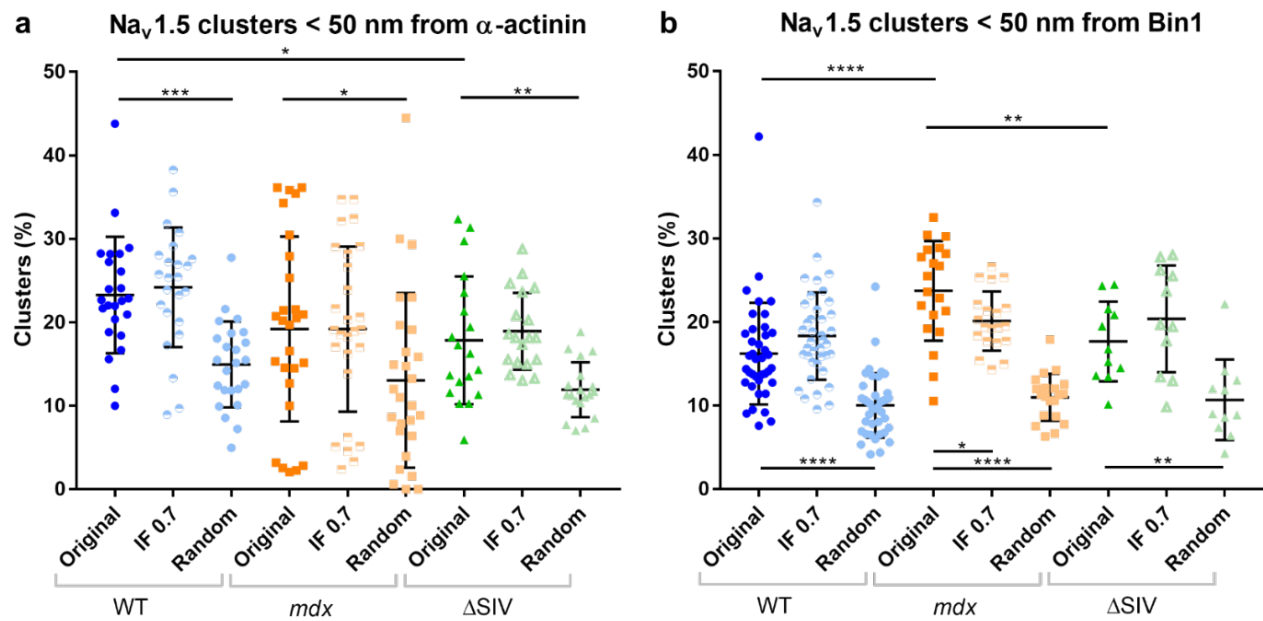 a Naᵥ1.5 clusters < 50 nm from α-actinin
Clusters (%)
50
40
30
20
10
0
*
***
*
**
Original
IF 0.7
Random
Original
IF 0.7
Random
Original
IF 0.7
Random
WT
mdx
ΔSIV
b Naᵥ1.5 clusters < 50 nm from Bin1
Clusters (%)
50
40
30
20
10
0
****
**
****
*
****
**
Original
IF 0.7
Random
Original
IF 0.7
Random
Original
IF 0.7
Random
WT
mdx
ΔSIV